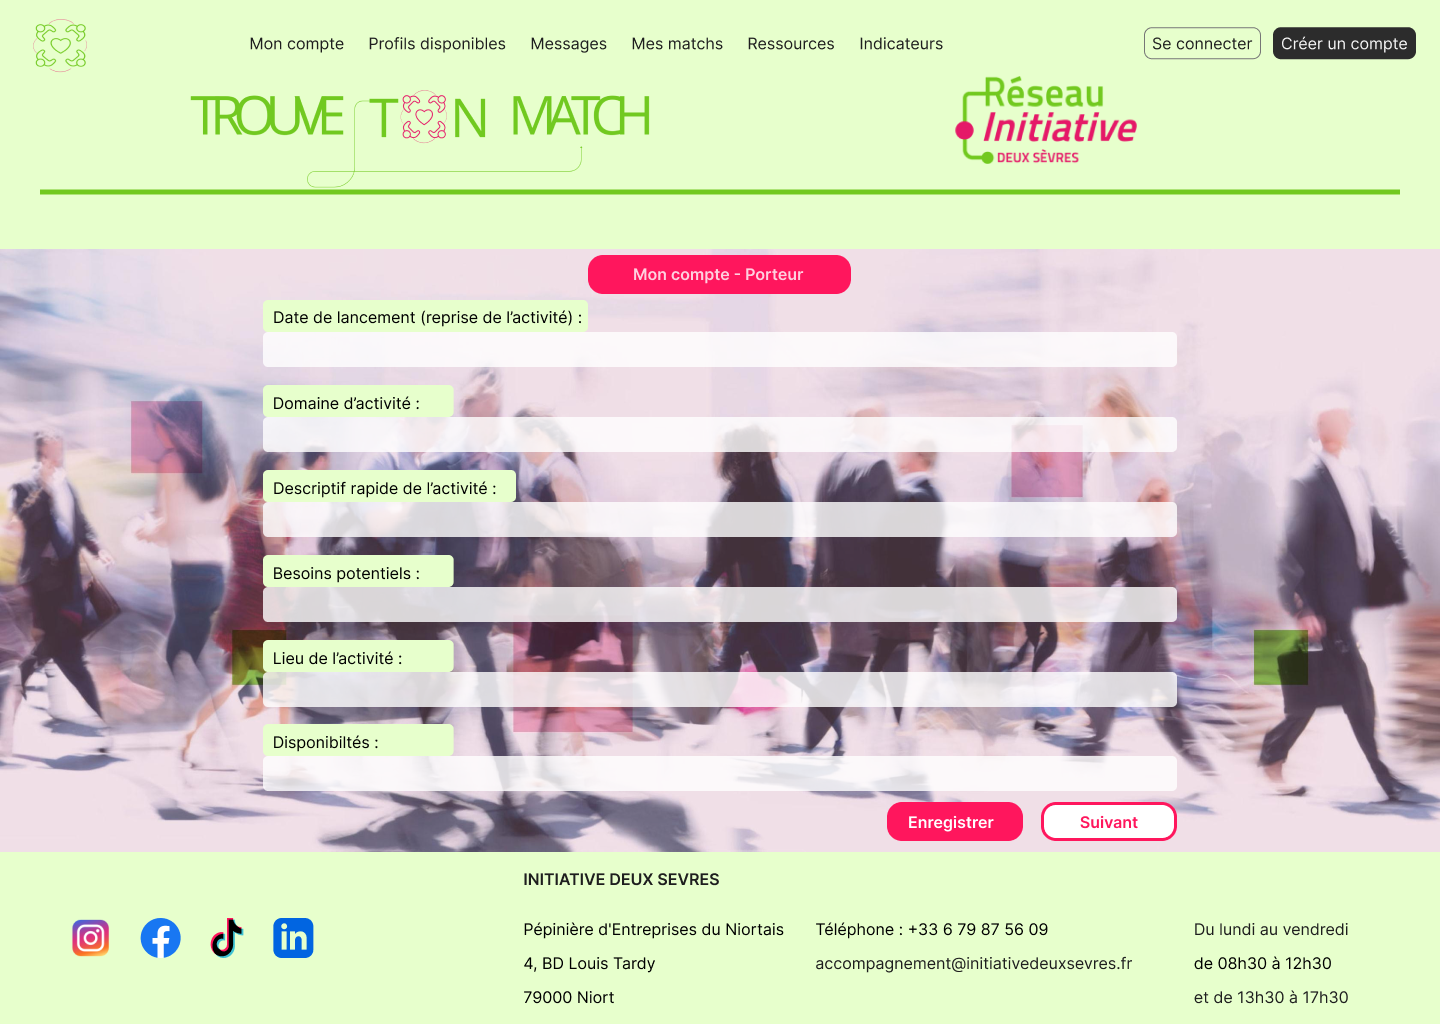 Mon compte Profils disponibles Messages Mes matchs Ressources Indicateurs Se connecter Créer un compte
TROUVE TON MATCH
Réseau
Initiative
DEUX SÈVRES
Mon compte - Porteur
Date de lancement (reprise de l’activité) :
Domaine d’activité :
Descriptif rapide de l’activité :
Besoins potentiels :
Lieu de l’activité :
Disponibiltés :
Enregistrer Suivant
INITIATIVE DEUX SEVRES
Pépinière d'Entreprises du Niortais Téléphone : +33 6 79 87 56 09 Du lundi au vendredi
4, BD Louis Tardy accompagnement@initiativedeuxsevres.fr de 08h30 à 12h30
79000 Niort et de 13h30 à 17h30